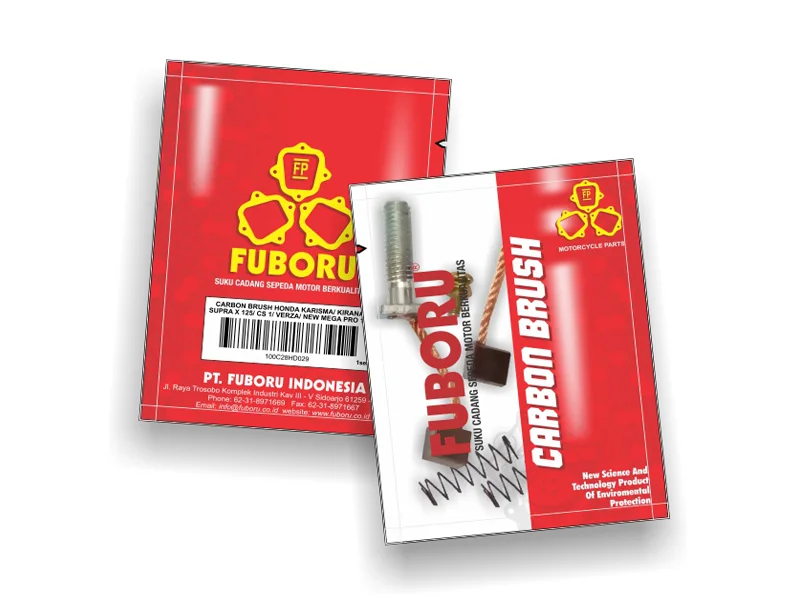 FP
FUBORU
SUKU CADANG SEPEDA MOTOR
CARBON BRUSH HONDA KARISMA/ KIRANA
SUPRA X 125/ CS 1/ VERZA/ NEW MEGA PRO
100C28HD029
PT. FUBORU INDONESIA
Jl. Raya Trosobo Komplek Industri Kav III - V Sidoarjo 61259 -
Phone: 62-31-8971669 Fax: 62-31-8971667
Email: info@fuboru.co.id website: www.fuboru.co.id
FP
MOTORCYCLE PARTS
FUBORU®
SUKU CADANG SEPEDA MOTOR BERKUALITAS
CARBON BRUSH
New Science And
Technology Product
Of Enviromental
Protection